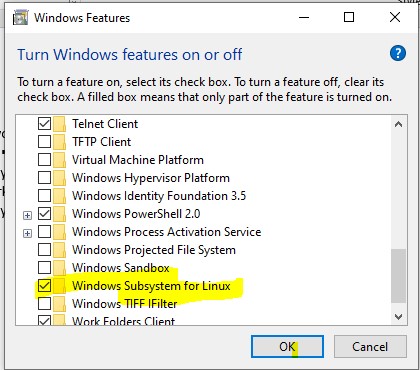 Windows Features
Turn Windows features on or off
To turn a feature on, select its check box. To turn a feature off, clear its
check box. A filled box means that only part of the feature is turned on.
Telnet Client
TFTP Client
Virtual Machine Platform
Windows Hypervisor Platform
Windows Identity Foundation 3.5
Windows PowerShell 2.0
Windows Process Activation Service
Windows Projected File System
Windows Sandbox
Windows Subsystem for Linux
Windows TIFF IFilter
Work Folders Client
OK Cancel